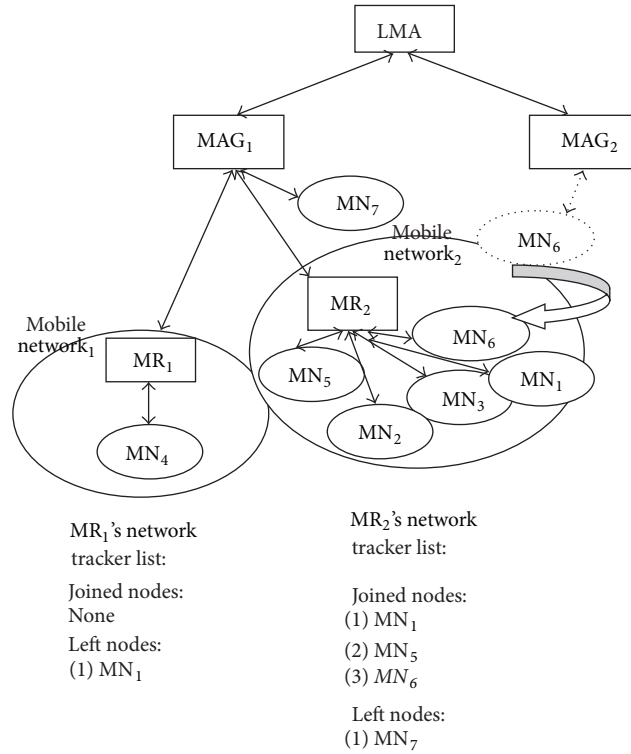 LMA
MAG₁
MAG₂
MN₇
Mobile
network₂
MN₆
MR₂
Mobile
network₁
MR₁
MN₆
MN₅
MN₁
MN₃
MN₂
MN₄
MR₁'s network
tracker list:
Joined nodes:
None
Left nodes:
(1) MN₁
MR₂'s network
tracker list:
Joined nodes:
(1) MN₁
(2) MN₅
(3) MN₆
Left nodes:
(1) MN₇